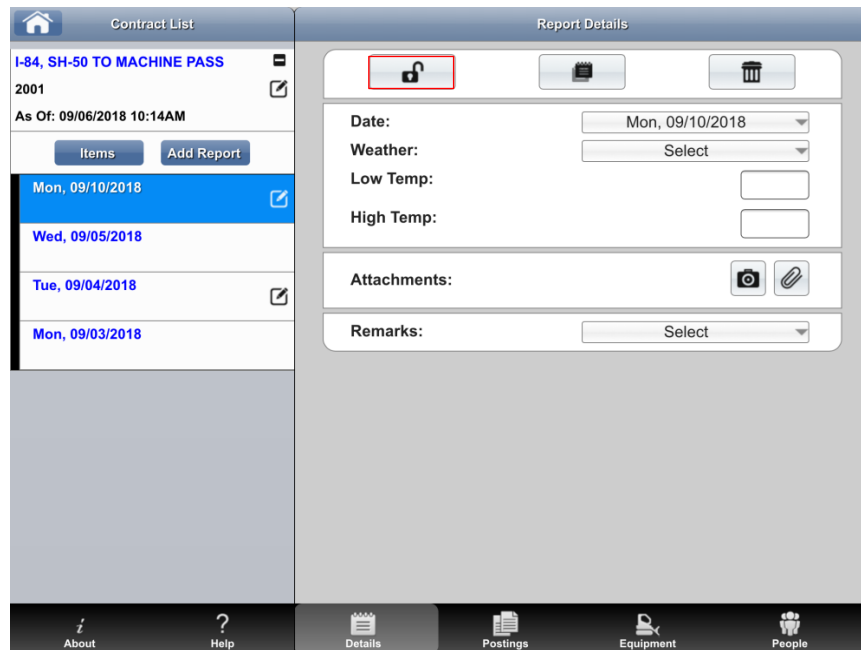 Contract List
I-84, SH-50 TO MACHINE PASS
2001
As Of: 09/06/2018 10:14AM
Items
Add Report
Mon, 09/10/2018
Wed, 09/05/2018
Tue, 09/04/2018
Mon, 09/03/2018
Report Details
Date: Mon, 09/10/2018
Weather: Select
Low Temp:
High Temp:
Attachments:
Remarks: Select
About
Help
Details
Postings
Equipment
People